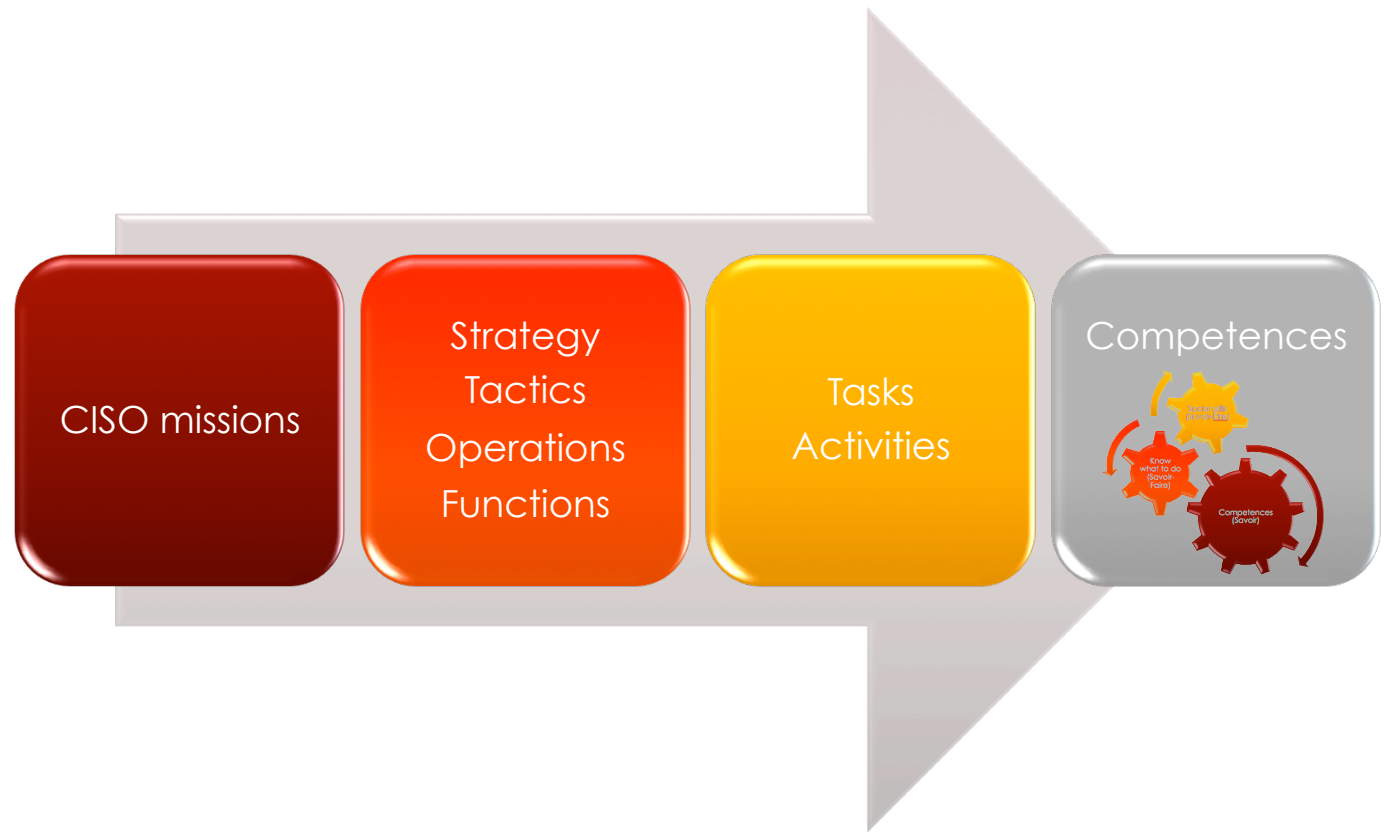 CISO missions
Strategy
Tactics
Operations
Functions
Tasks
Activities
Competences
Know
what to do
(Savoir-
Faire)
Competences
(Savoir)